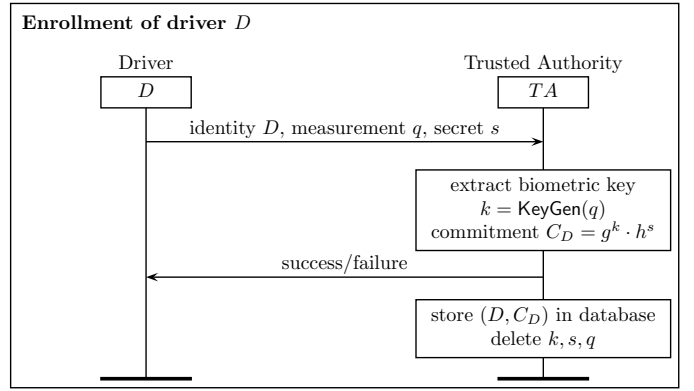 Enrollment of driver D
Driver
Trusted Authority
D
TA
identity D, measurement q, secret s
extract biometric key
k = KeyGen(q)
commitment C_D = g^k · h^s
success/failure
store (D, C_D) in database
delete k, s, q